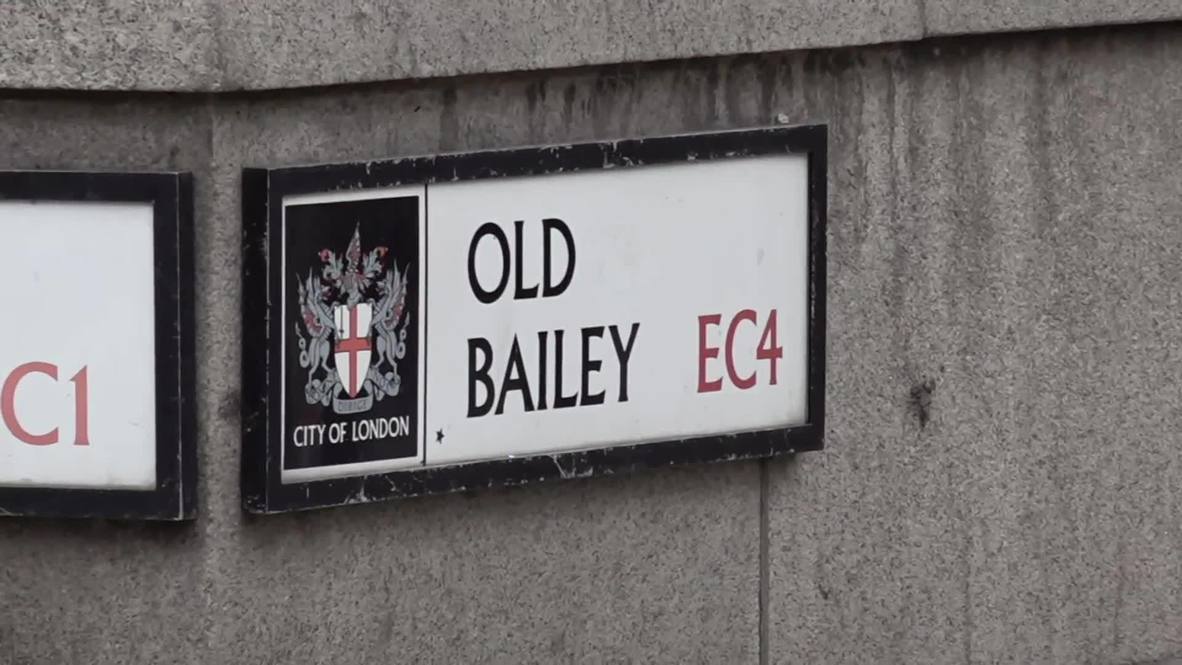 C1
CITY OF LONDON
OLD
BAILEY EC4